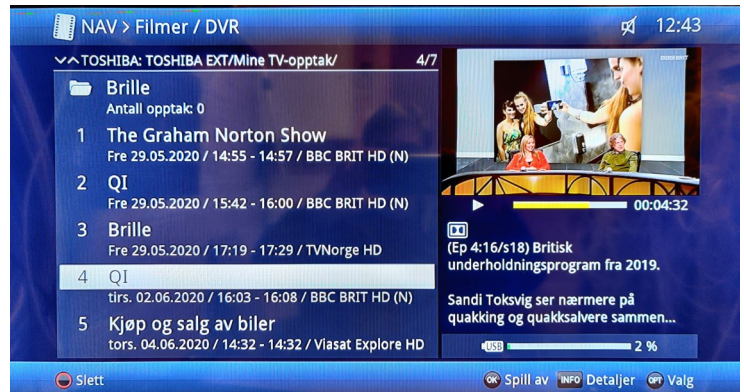 NAV > Filmer / DVR
12:43
TOSHIBA: TOSHIBA EXT/Mine TV-opptak/ 4/7
Brille
Antall opptak: 0
1 The Graham Norton Show
Fre 29.05.2020 / 14:55 - 14:57 / BBC BRIT HD (N)
2 QI
Fre 29.05.2020 / 15:42 - 16:00 / BBC BRIT HD (N)
3 Brille
Fre 29.05.2020 / 17:19 - 17:29 / TVNorge HD
4 QI
tirs. 02.06.2020 / 16:03 - 16:08 / BBC BRIT HD (N)
5 Kjøp og salg av biler
tors. 04.06.2020 / 14:32 - 14:32 / Viasat Explore HD
00:04:32
(Ep 4:16/s18) Britisk
underholdningsprogram fra 2019.
Sandi Toksvig ser nærmere på
quakking og quakksalvere sammen...
USB 2 %
Slett
OK Spill av INFO Detaljer OPT Valg